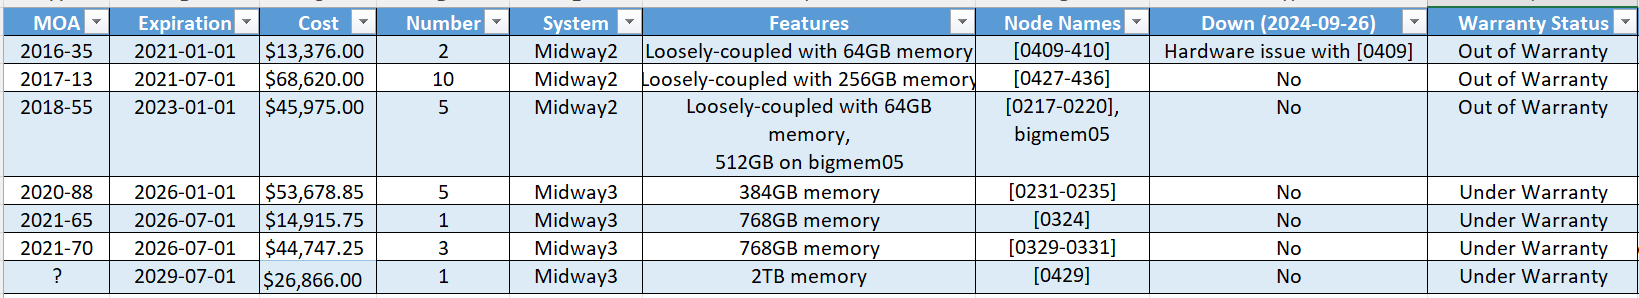 MOA Expiration Cost Number System Features Node Names Down (2024-09-26) Warranty Status
2016-35 2021-01-01 $13,376.00 2 Midway2 Loosely-coupled with 64GB memory [0409-410] Hardware issue with [0409] Out of Warranty
2017-13 2021-07-01 $68,620.00 10 Midway2 Loosely-coupled with 256GB memory [0427-436] No Out of Warranty
2018-55 2023-01-01 $45,975.00 5 Midway2 Loosely-coupled with 64GB [0217-0220], No Out of Warranty
memory, bigmem05
512GB on bigmem05
2020-88 2026-01-01 $53,678.85 5 Midway3 384GB memory [0231-0235] No Under Warranty
2021-65 2026-07-01 $14,915.75 1 Midway3 768GB memory [0324] No Under Warranty
2021-70 2026-07-01 $44,747.25 3 Midway3 768GB memory [0329-0331] No Under Warranty
? 2029-07-01 $26,866.00 1 Midway3 2TB memory [0429] No Under Warranty